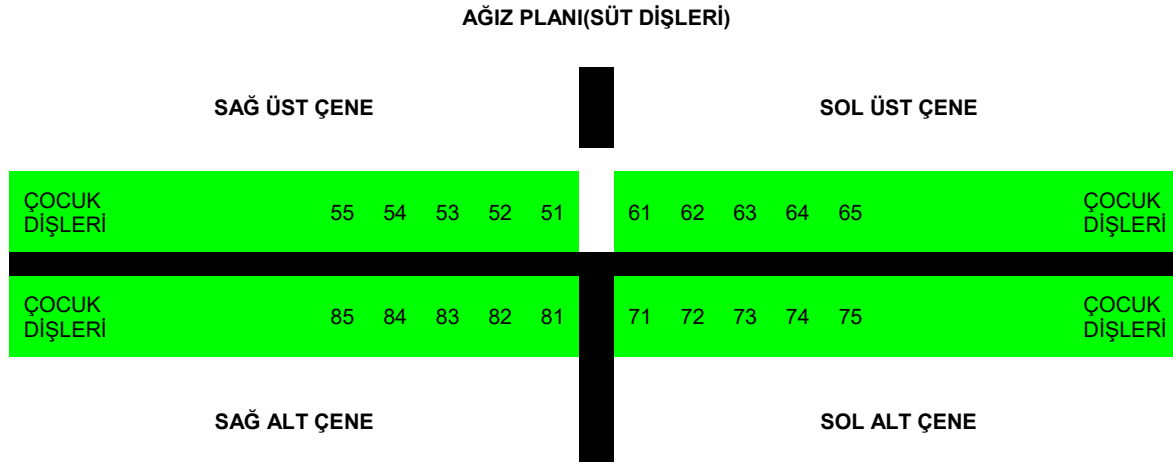 AĞIZ PLANI(SÜT DİŞLERİ)
SAĞ ÜST ÇENE SOL ÜST ÇENE
ÇOCUK DİŞLERİ 55 54 53 52 51 61 62 63 64 65 ÇOCUK DİŞLERİ
ÇOCUK DİŞLERİ 85 84 83 82 81 71 72 73 74 75 ÇOCUK DİŞLERİ
SAĞ ALT ÇENE SOL ALT ÇENE